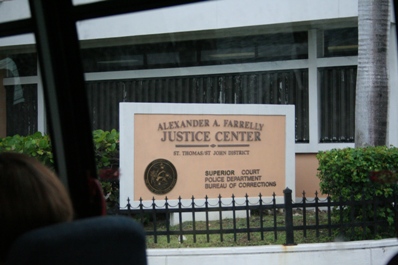 ALEXANDER A. FARRELLY
JUSTICE CENTER
ST. THOMAS-ST. JOHN DISTRICT
SUPERIOR COURT
POLICE DEPARTMENT
BUREAU OF CORRECTIONS